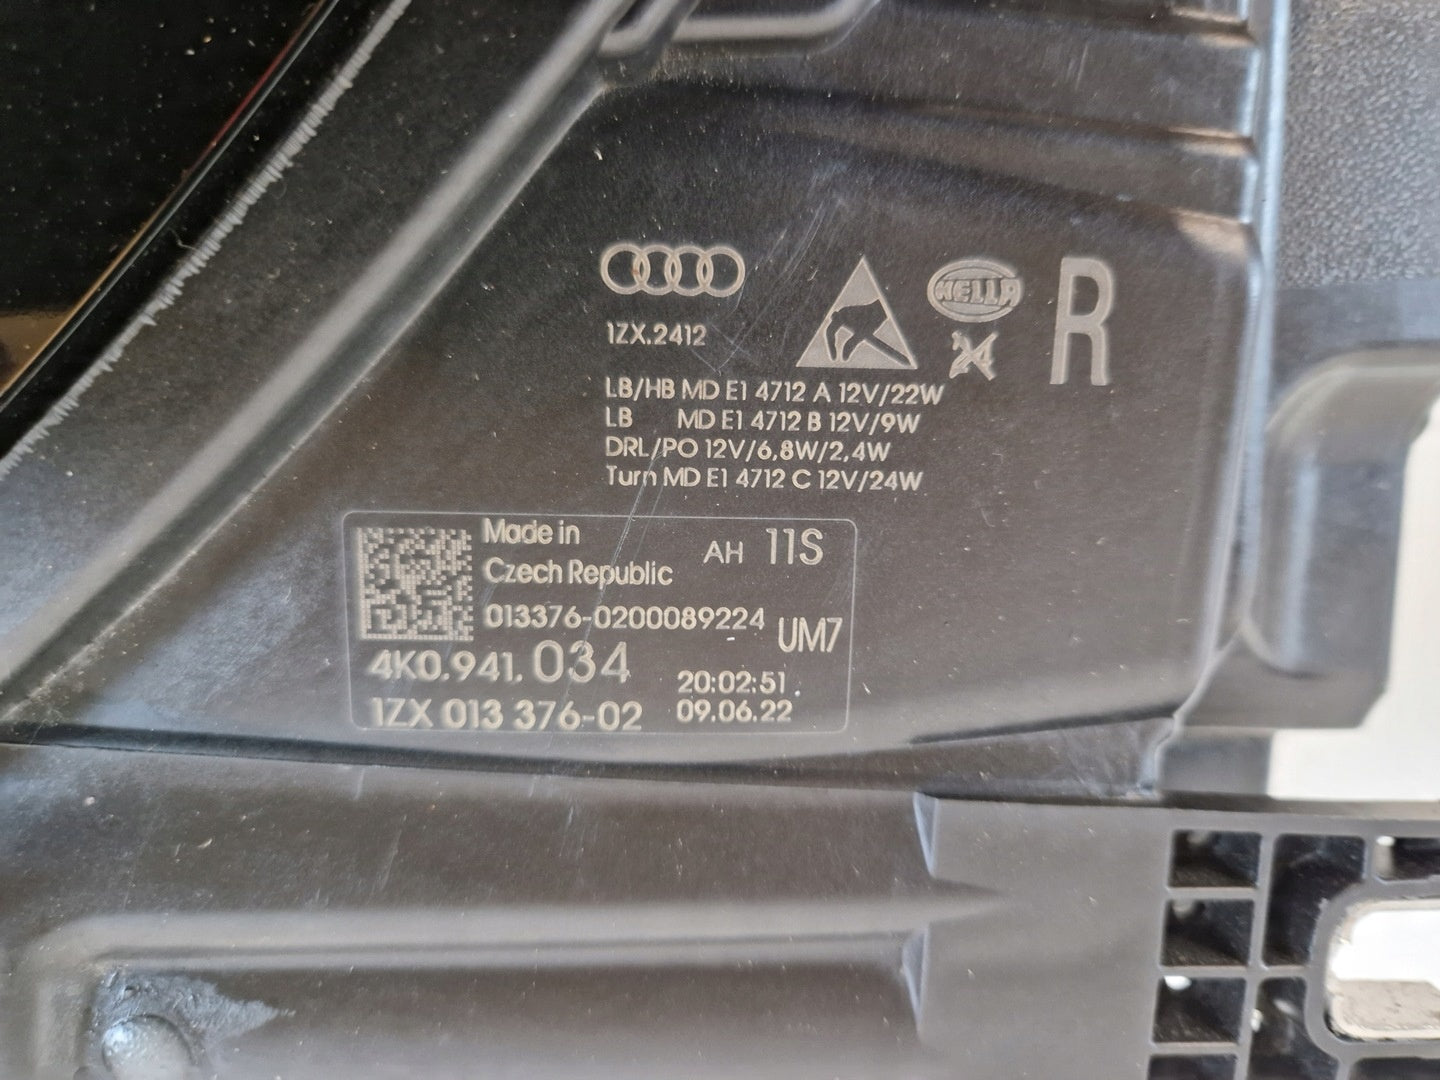 HELLA
R
1ZX.2412
LB/HB MD E1 4712 A 12V/22W
LB MD E1 4712 B 12V/9W
DRL/PO 12V/6,8W/2,4W
Turn MD E1 4712 C 12V/24W
Made in
Czech Republic
AH 11S
013376-0200089224
UM7
4K0.941. 034
20:02:51
1ZX 013 376-02
09.06.22